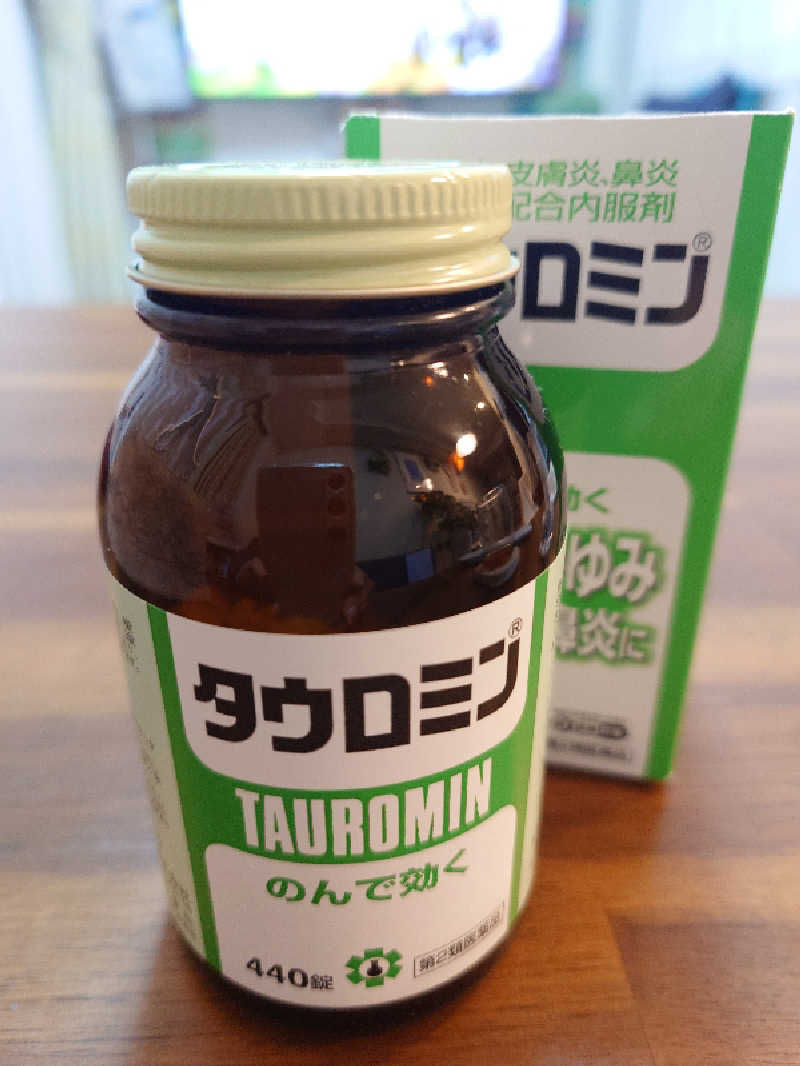 皮膚炎、鼻炎
配合内服剤
ウロミン®
効く
ゆみ
鼻炎に
タウロミン®
TAUROMIN
のんで効く
440錠
第2類医薬品